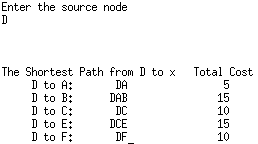 Enter the source node
D
The Shortest Path from D to x Total Cost
D to A: DA 5
D to B: DAB 15
D to C: DC 10
D to E: DCE 15
D to F: DF_ 10